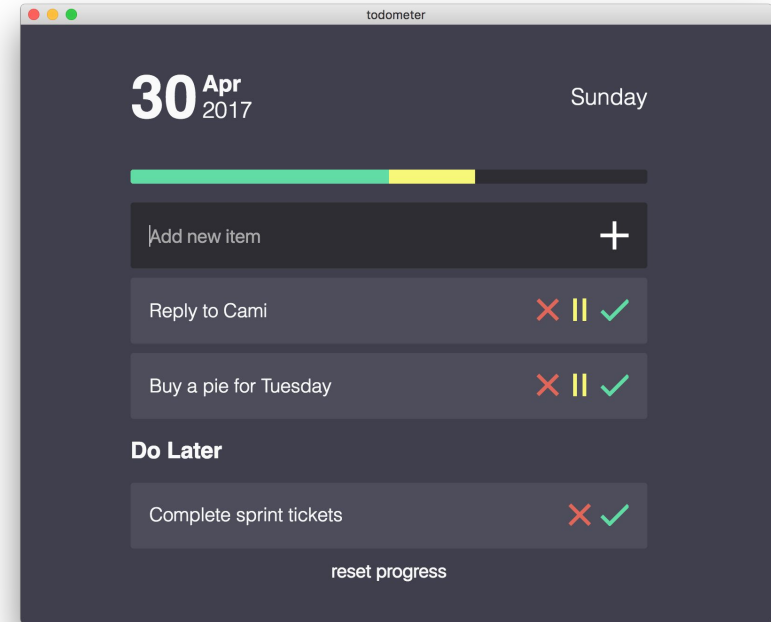 todometer
30 Apr
2017
Sunday
Add new item
Reply to Cami
Buy a pie for Tuesday
Do Later
Complete sprint tickets
reset progress